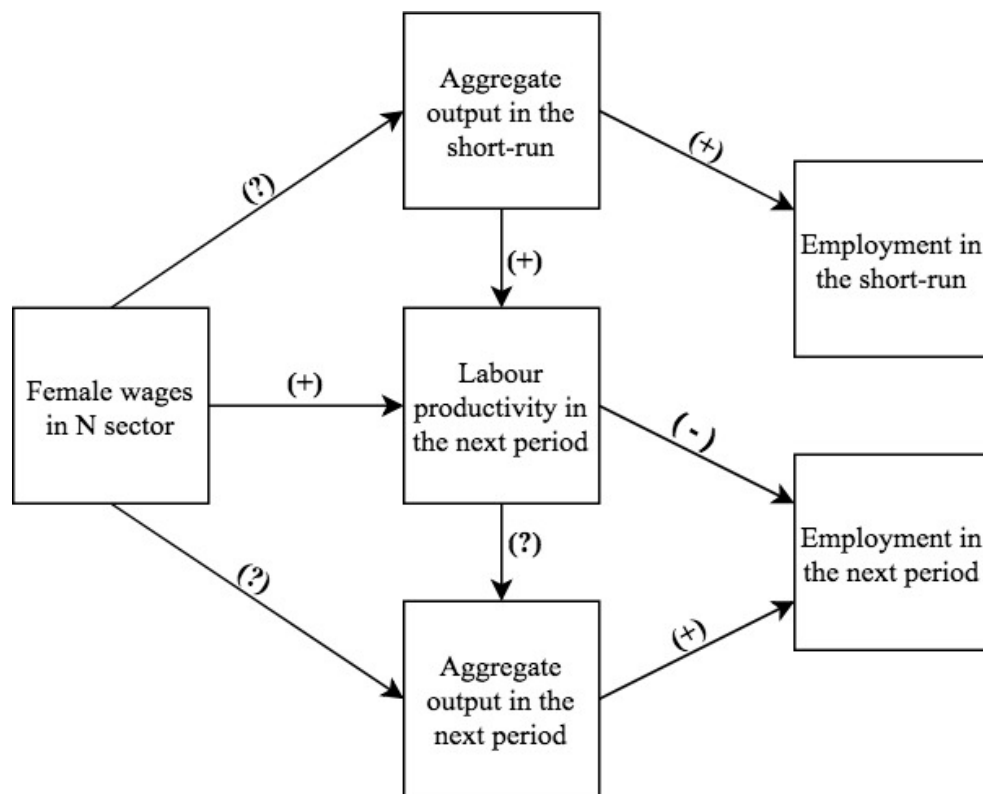 Aggregate
output in the
short-run
(?)
(+)
Employment in
the short-run
(+)
Female wages
in N sector
(+)
Labour
productivity in
the next period
(-)
(?)
(?)
Employment in
the next period
(+)
Aggregate
output in the
next period